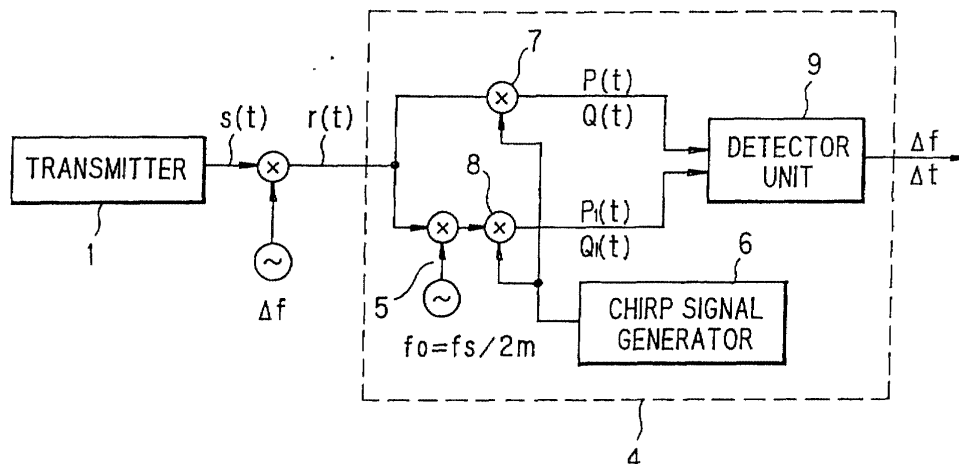 7
P(t)
Q(t)
9
s(t)
r(t)
TRANSMITTER
DETECTOR
UNIT
Δf
Δt
8
1
P₁(t)
Q₁(t)
5
6
Δf
CHIRP SIGNAL
GENERATOR
fo=fs/2m
4